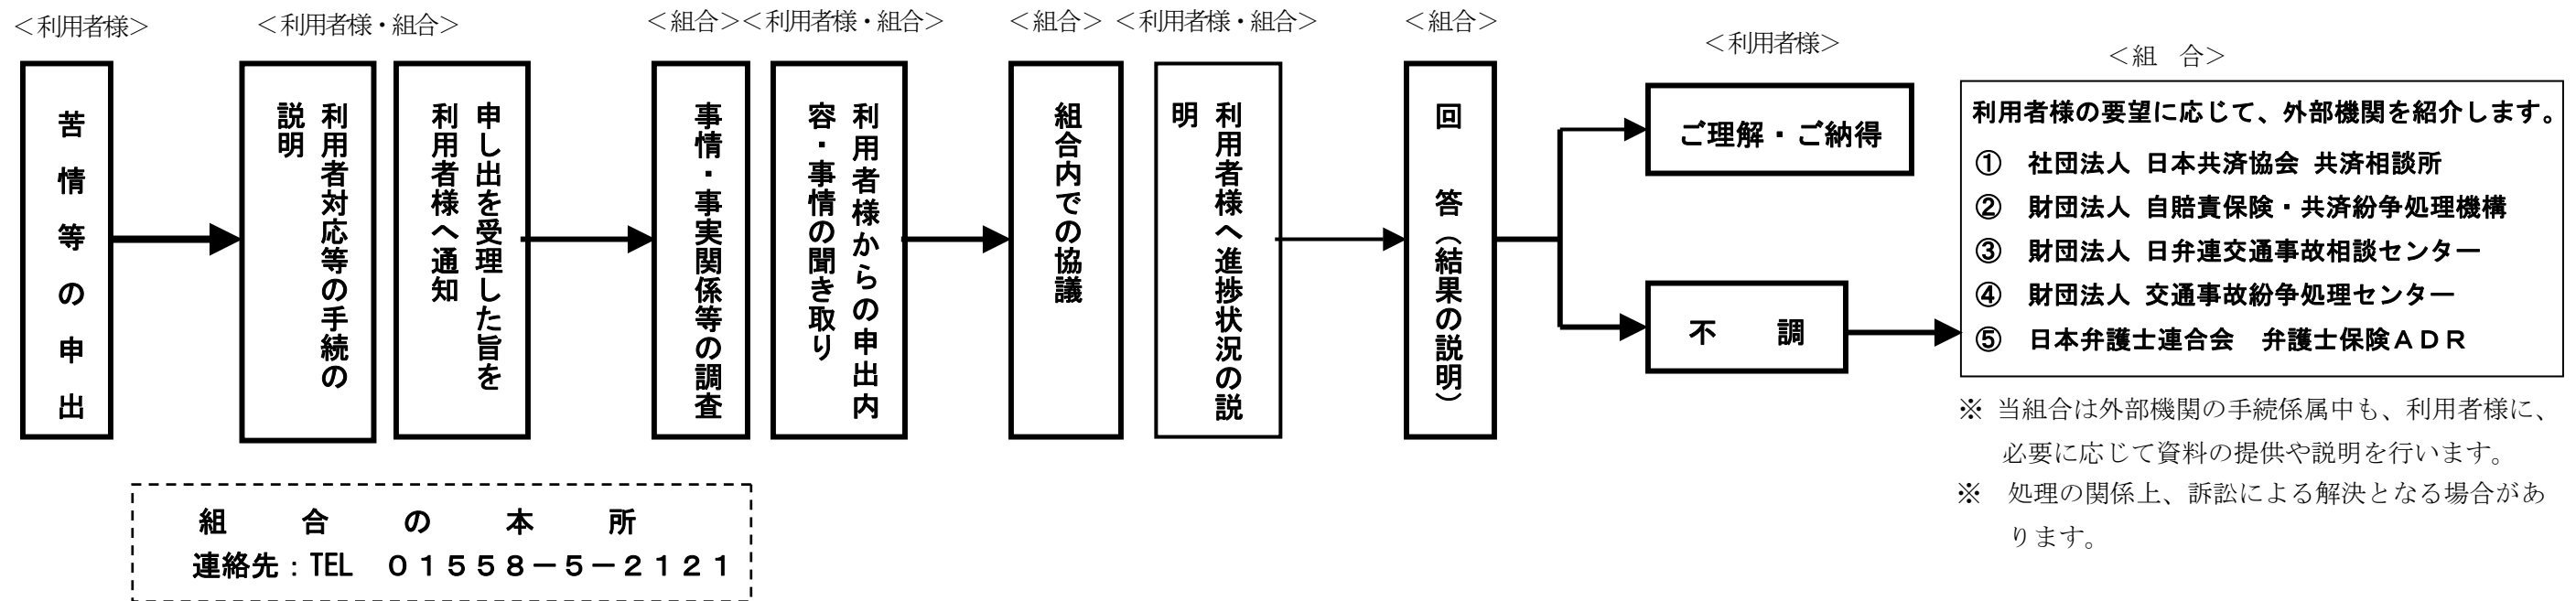 ＜利用者様＞
＜利用者様・組合＞
＜組合＞
＜利用者様・組合＞
＜組合＞
＜利用者様・組合＞
＜組合＞
＜利用者様＞
＜組　合＞
苦情等の申出
利用者対応等の手続の
説明
申し出を受理した旨を
利用者様へ通知
事情・事実関係等の調査
利用者様からの申出内
容・事情の聞き取り
組合内での協議
利用者様へ進捗状況の説
明
回　答（結果の説明）
ご理解・ご納得
不　調
利用者様の要望に応じて、外部機関を紹介します。
①　社団法人 日本共済協会 共済相談所
②　財団法人 自賠責保険・共済紛争処理機構
③　財団法人 日弁連交通事故相談センター
④　財団法人 交通事故紛争処理センター
⑤　日本弁護士連合会　弁護士保険ＡＤＲ
※ 当組合は外部機関の手続係属中も、利用者様に、
必要に応じて資料の提供や説明を行います。
※　処理の関係上、訴訟による解決となる場合があ
ります。
組　合　の　本　所
連絡先：TEL　０１５５８－５－２１２１